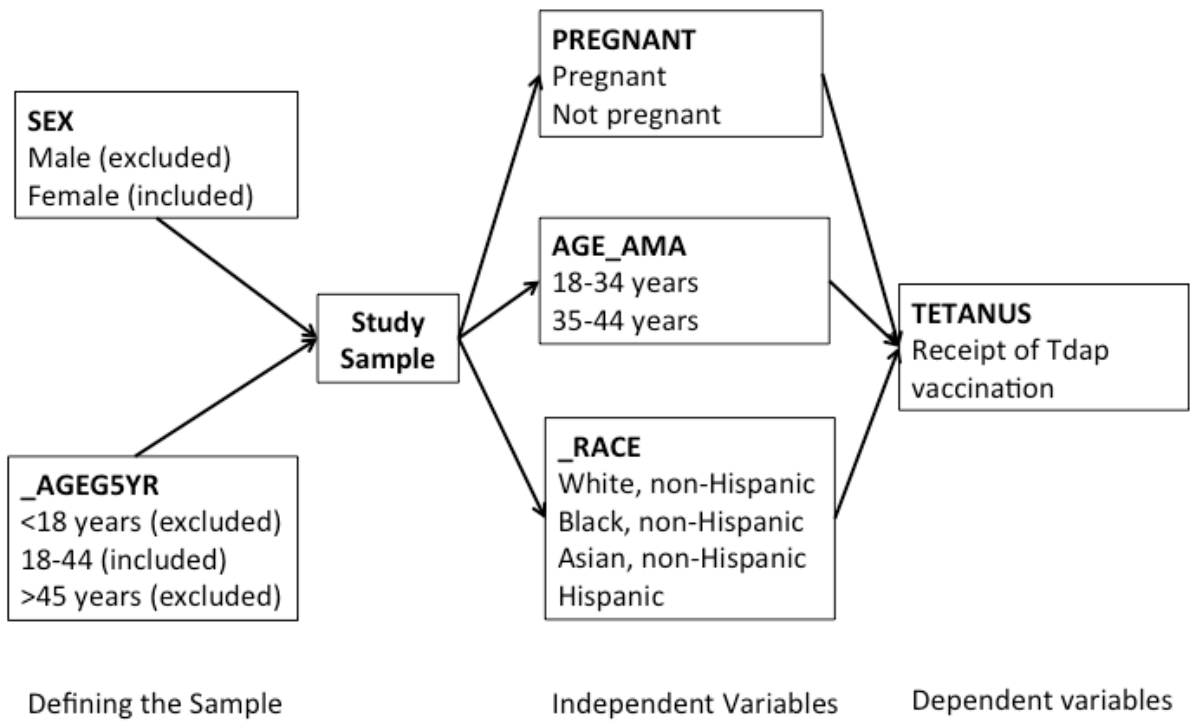 SEX
Male (excluded)
Female (included)
_AGEG5YR
<18 years (excluded)
18-44 (included)
>45 years (excluded)
Defining the Sample
Study
Sample
PREGNANT
Pregnant
Not pregnant
AGE_AMA
18-34 years
35-44 years
_RACE
White, non-Hispanic
Black, non-Hispanic
Asian, non-Hispanic
Hispanic
Independent Variables
TETANUS
Receipt of Tdap
vaccination
Dependent variables